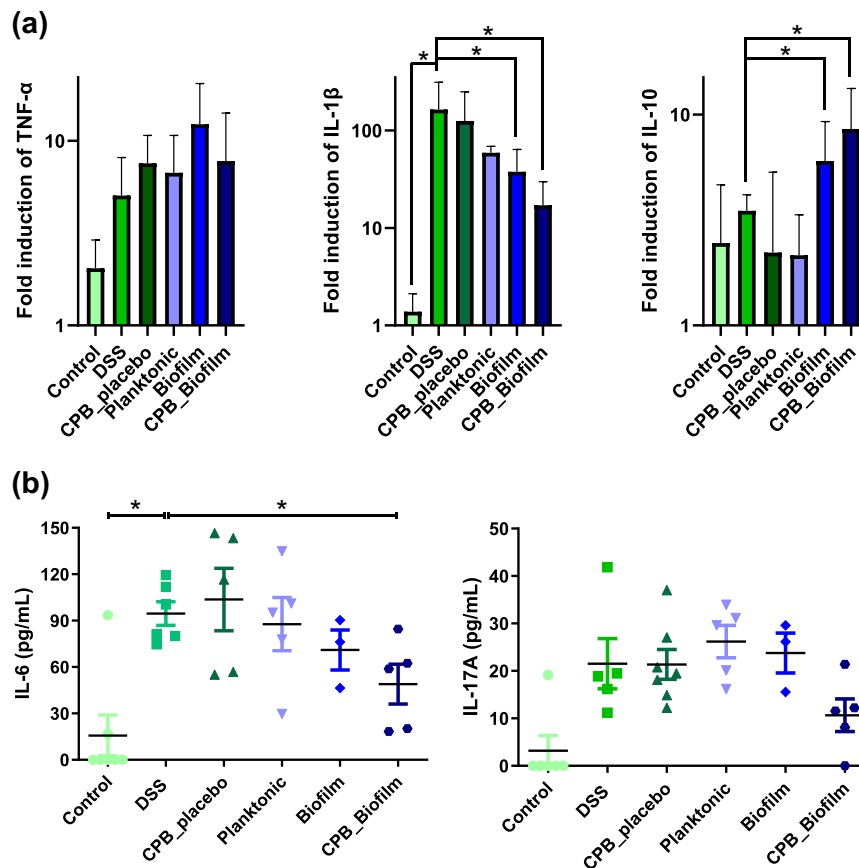 (a)
Fold induction of TNF-α
10
1
Control
DSS
CPB_placebo
Planktonic
Biofilm
CPB_Biofilm
Fold induction of IL-1β
100
10
1
*
*
*
Control
DSS
CPB_placebo
Planktonic
Biofilm
CPB_Biofilm
Fold induction of IL-10
10
1
*
*
Control
DSS
CPB_placebo
Planktonic
Biofilm
CPB_Biofilm
(b)
IL-6 (pg/mL)
150
120
90
60
30
0
*
*
Control
DSS
CPB_placebo
Planktonic
Biofilm
CPB_Biofilm
IL-17A (pg/mL)
50
40
30
20
10
0
Control
DSS
CPB_placebo
Planktonic
Biofilm
CPB_Biofilm